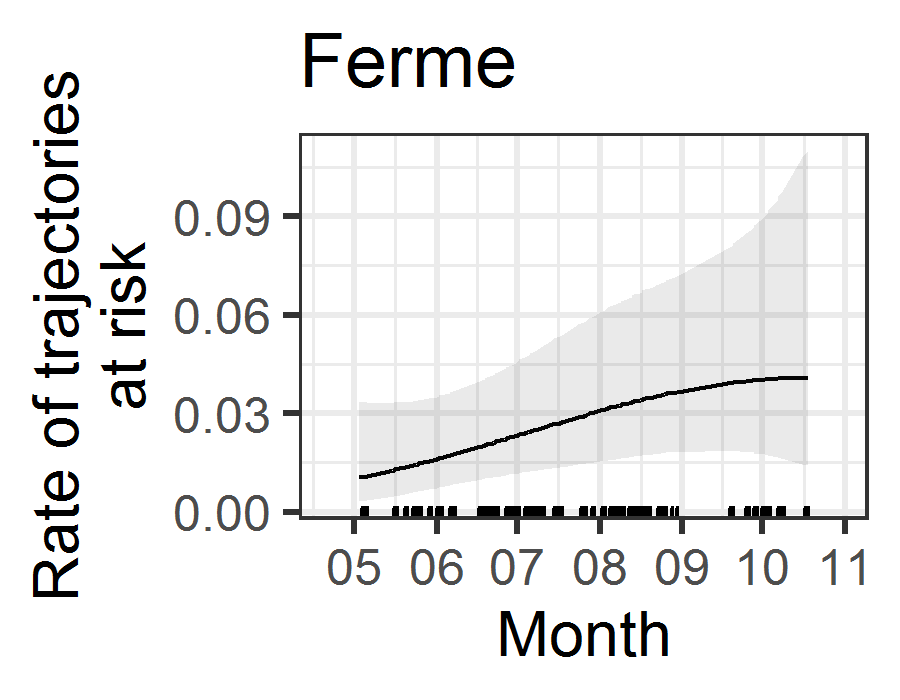 Ferme
Rate of trajectories
at risk
0.09
0.06
0.03
0.00
05 06 07 08 09 10 11
Month